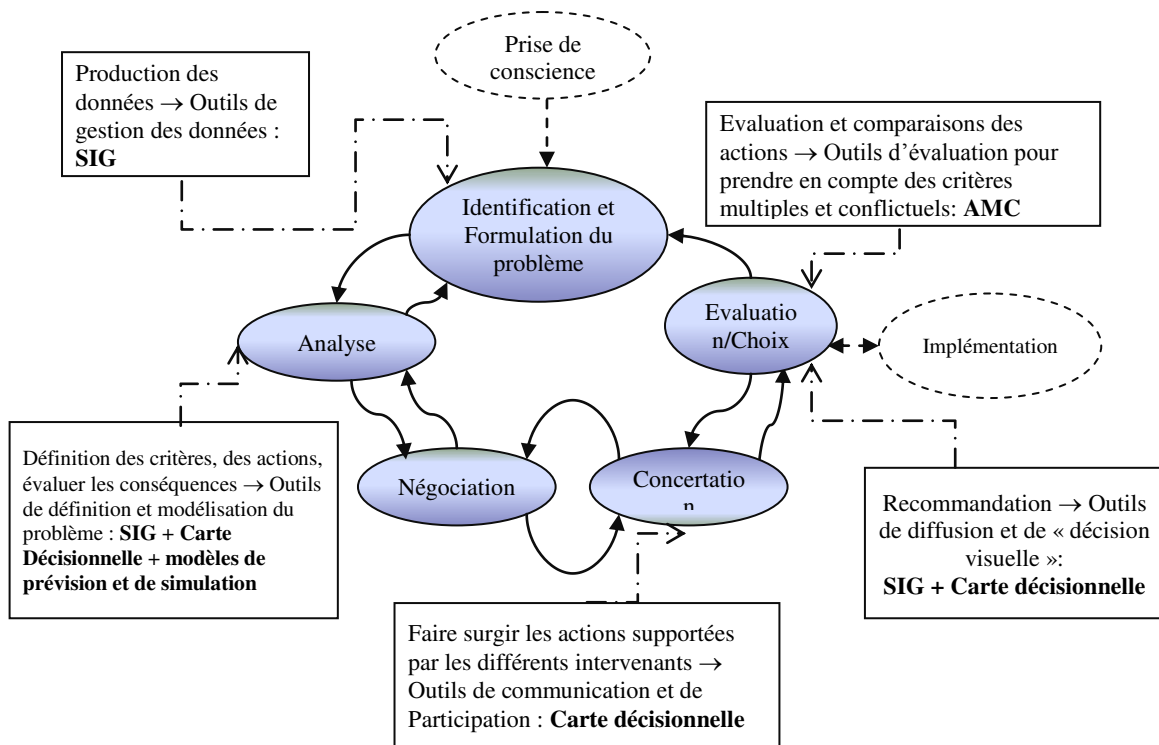 Prise de
conscience
Production des
données → Outils de
gestion des données :
SIG
Evaluation et comparaisons des
actions → Outils d’évaluation pour
prendre en compte des critères
multiples et conflictuels: AMC
Identification et
Formulation du
problème
Evaluatio
n/Choix
Analyse
Implémentation
Définition des critères, des actions,
évaluer les conséquences → Outils
de définition et modélisation du
problème : SIG + Carte
Décisionnelle + modèles de
prévision et de simulation
Négociation
Concertatio
n
Recommandation → Outils
de diffusion et de « décision
visuelle »:
SIG + Carte décisionnelle
Faire surgir les actions supportées
par les différents intervenants →
Outils de communication et de
Participation : Carte décisionnelle